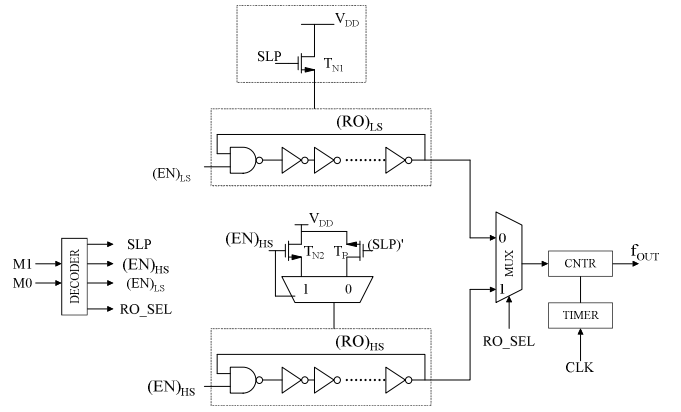 V_DD
SLP
T_N1
(RO)_LS
(EN)_LS
V_DD
(EN)_HS
T_N2
T_P
(SLP)'
1 0
M1
M0
DECODER
SLP
(EN)_HS
(EN)_LS
RO_SEL
0
MUX
1
RO_SEL
CNTR
f_OUT
TIMER
CLK
(RO)_HS
(EN)_HS